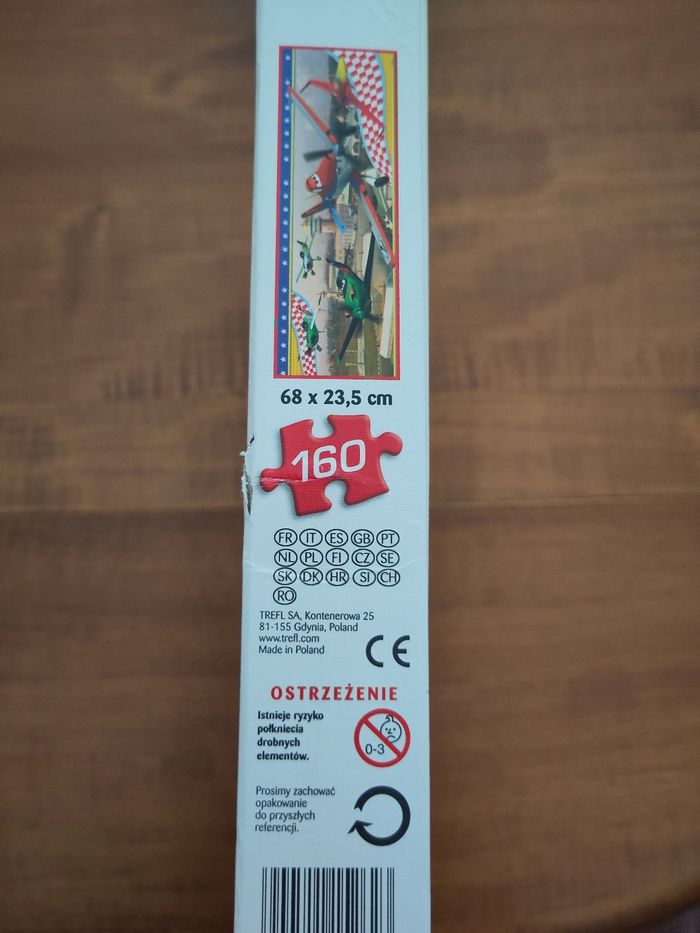 68 x 23,5 cm
160
FR IT ES GB PT
NL PL FI CZ SE
SK DK HR SI CH
RO
TREFL SA, Kontenerowa 25
81-155 Gdynia, Poland
www.trefl.com
Made in Poland
CE
OSTRZEŻENIE
Istnieje ryzyko
połknięcia
drobnych
elementów.
0-3
Prosimy zachować
opakowanie
do przyszłych
referencji.